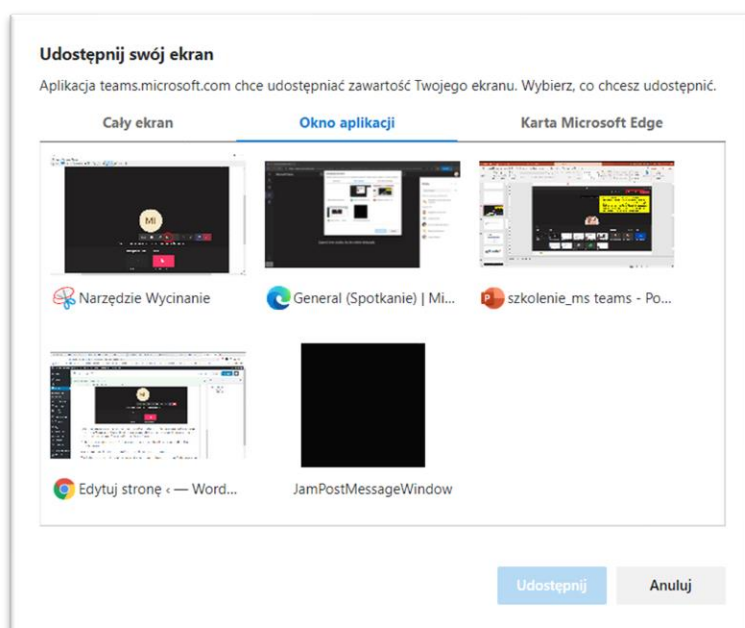 Udostępnij swój ekran
Aplikacja teams.microsoft.com chce udostępniać zawartość Twojego ekranu. Wybierz, co chcesz udostępnić.
Cały ekran Okno aplikacji Karta Microsoft Edge
MI
Narzędzie Wycinanie General (Spotkanie) | Mi... szkolenie_ms teams - Po...
Edytuj stronę ‹ — Word... JamPostMessageWindow
Udostępnij Anuluj